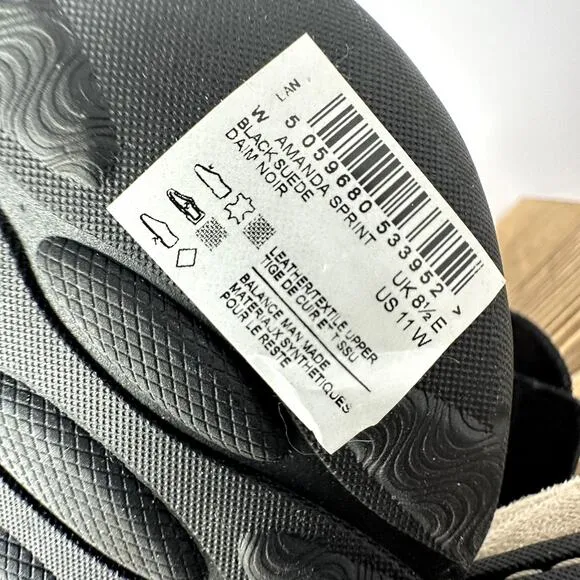 LAN
5 059680 533952 >
W AMANDA SPRINT
BLACK SUEDE
DAIM NOIR
UK 8½ E
US 11 W
LEATHER/TEXTILE UPPER
TIGE DE CUIR ET TISSU
BALANCE MAN MADE
MATERIAUX SYNTHETIQUES
POUR LE RESTE